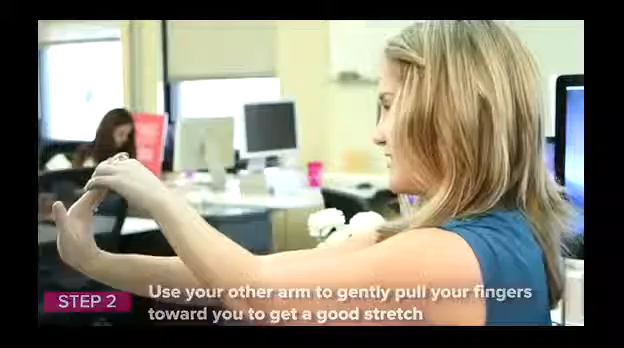 STEP 2
Use your other arm to gently pull your fingers
toward you to get a good stretch